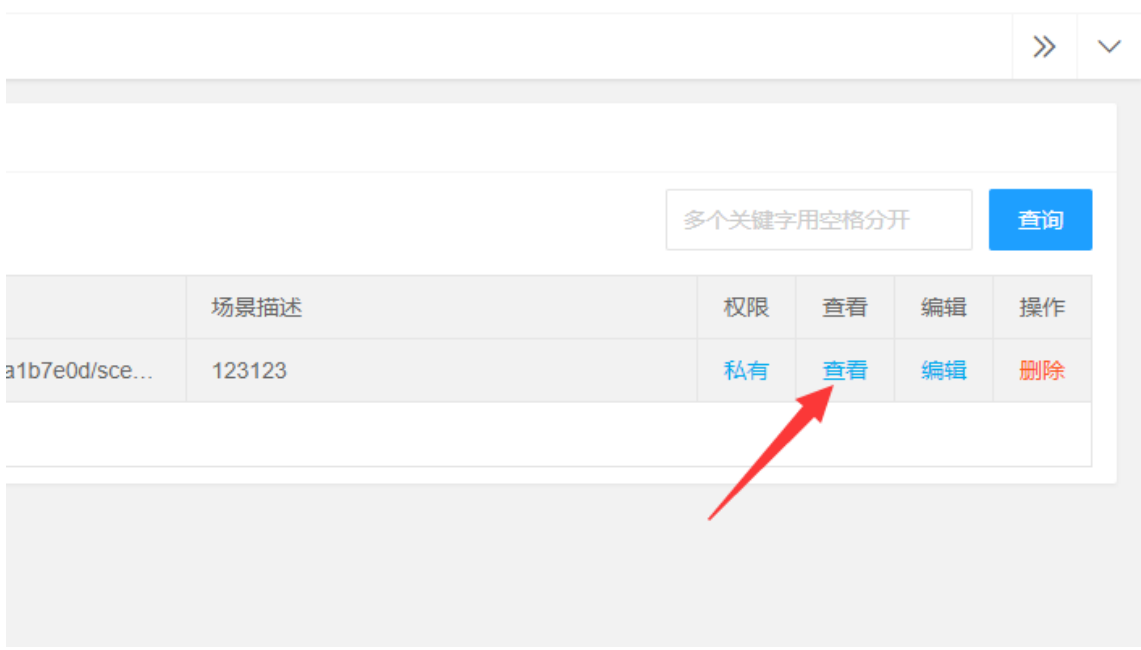 多个关键字用空格分开 查询
场景描述 权限 查看 编辑 操作
a1b7e0d/sce... 123123 私有 查看 编辑 删除